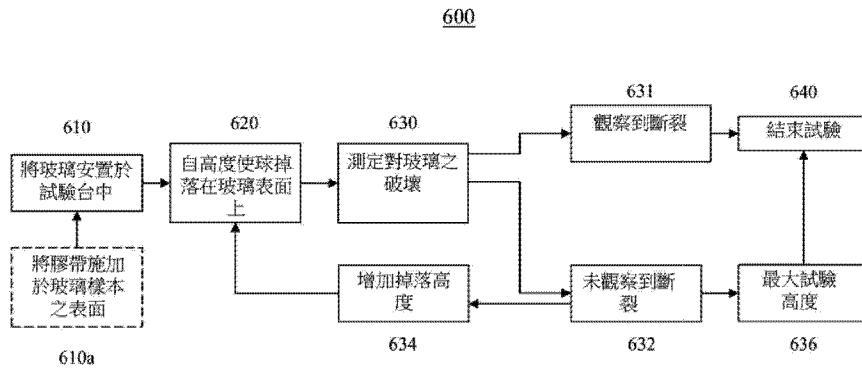 600
631
640
610
620
630
觀察到斷裂
結束試驗
將玻璃安置於
試驗台中
自高度使球掉
落在玻璃表面
上
測定對玻璃之
破壞
將膠帶施加
於玻璃樣本
之表面
增加掉落高
度
未觀察到斷
裂
最大試驗
高度
610a
634
632
636